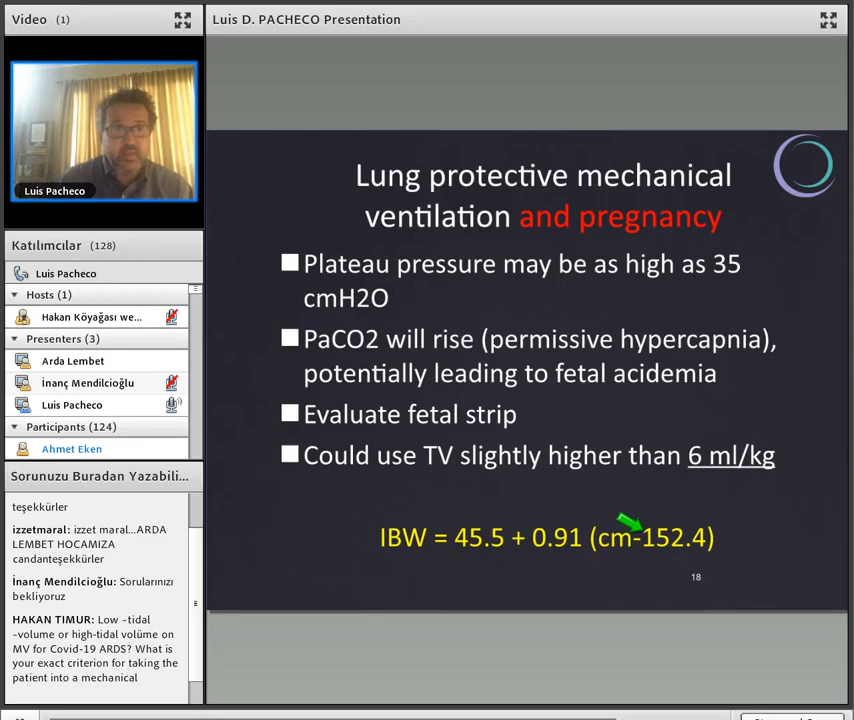 Video (1)
Luis Pacheco
Katılımcılar (128)
Luis Pacheco
Hosts (1)
Hakan Köyağası we...
Presenters (3)
Arda Lembet
İnanç Mendilcioğlu
Luis Pacheco
Participants (124)
Ahmet Eken
Sorunuzu Buradan Yazabili...
teşekkürler
izzetmaral: izzet maral...ARDA
LEMBET HOCAMIZA
candanteşekkürler
İnanç Mendilcioğlu: Sorularınızı
bekliyoruz
HAKAN TIMUR: Low -tidal
-volume or high-tidal volüme on
MV for Covid-19 ARDS? What is
your exact criterion for taking the
patient into a mechanical
Luis D. PACHECO Presentation
Lung protective mechanical
ventilation and pregnancy
Plateau pressure may be as high as 35
cmH2O
PaCO2 will rise (permissive hypercapnia),
potentially leading to fetal acidemia
Evaluate fetal strip
Could use TV slightly higher than 6 ml/kg
IBW = 45.5 + 0.91 (cm-152.4)
18